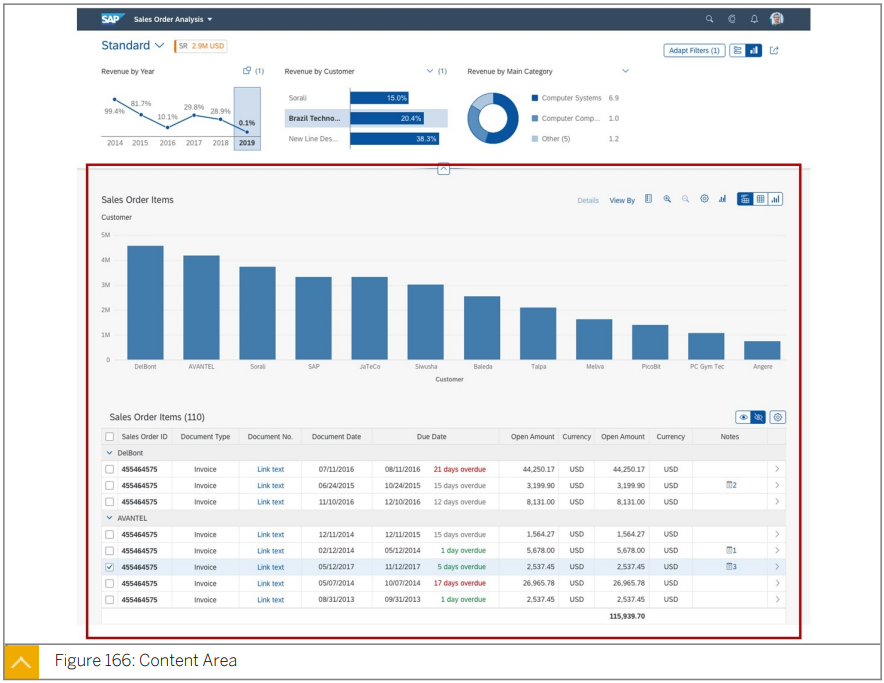 SAP Sales Order Analysis
Standard SR 2.9M USD Adapt Filters (1)
Revenue by Year (1) Revenue by Customer (1) Revenue by Main Category
99.4% 81.7% 10.1% 29.8% 28.9% 0.1%
2014 2015 2016 2017 2018 2019
Sorali 15.0%
Brazil Techno... 20.4%
New Line Des... 38.3%
Computer Systems 6.9
Computer Comp... 1.0
Other (5) 1.2
Sales Order Items Details View By
Customer
5M
4M
3M
2M
1M
0
DelBont AVANTEL Sorali SAP JaTeCo Siwusha Baleda Talpa Meliva PicoBit PC Gym Tec Angere
Customer
Sales Order Items (110)
Sales Order ID Document Type Document No. Document Date Due Date Open Amount Currency Open Amount Currency Notes
DelBont
455464575 Invoice Link text 07/11/2016 08/11/2016 21 days overdue 44,250.17 USD 44,250.17 USD
455464575 Invoice Link text 06/24/2015 10/24/2015 15 days overdue 3,199.90 USD 3,199.90 USD 2
455464575 Invoice Link text 11/10/2016 12/10/2016 12 days overdue 8,131.00 USD 8,131.00 USD
AVANTEL
455464575 Invoice Link text 12/11/2014 12/11/2015 15 days overdue 1,564.27 USD 1,564.27 USD
455464575 Invoice Link text 02/12/2014 05/12/2014 1 day overdue 5,678.00 USD 5,678.00 USD 1
455464575 Invoice Link text 05/12/2017 11/12/2017 5 days overdue 2,537.45 USD 2,537.45 USD 3
455464575 Invoice Link text 05/07/2014 10/07/2014 17 days overdue 26,965.78 USD 26,965.78 USD
455464575 Invoice Link text 08/31/2013 09/31/2013 1 day overdue 2,537.45 USD 2,537.45 USD
115,939.70
Figure 166: Content Area